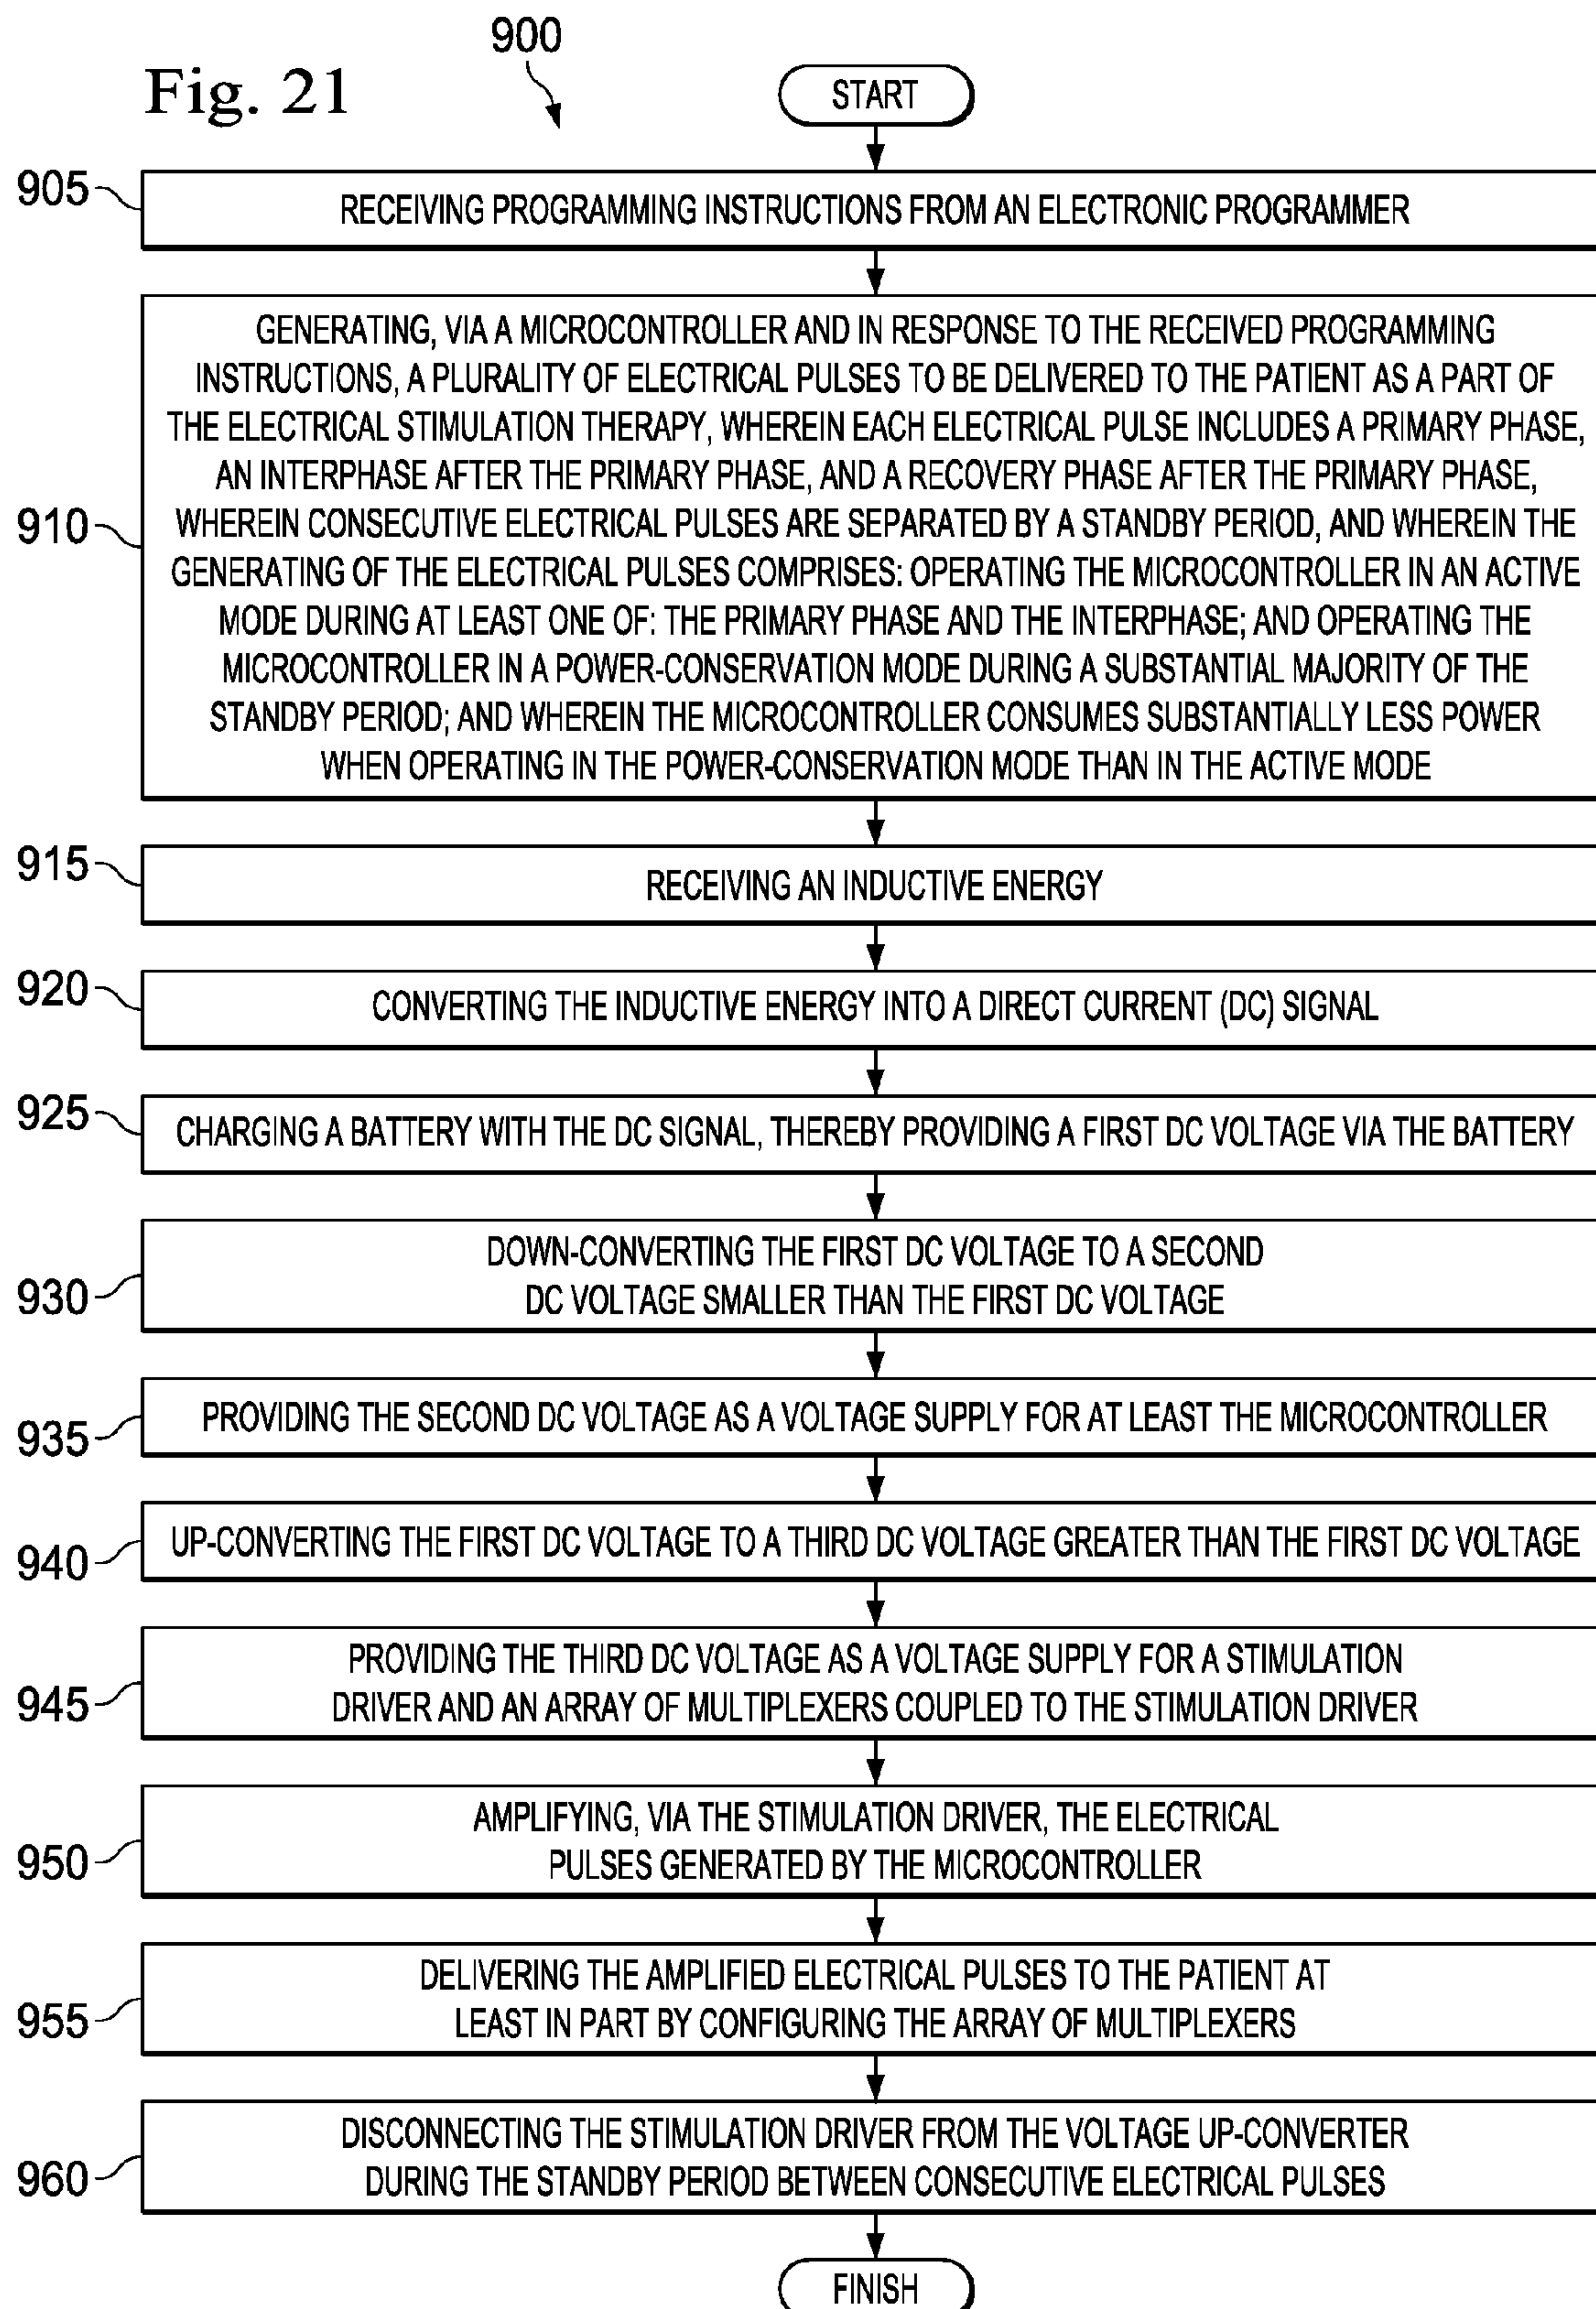 Fig. 21
900
START
905
RECEIVING PROGRAMMING INSTRUCTIONS FROM AN ELECTRONIC PROGRAMMER
910
GENERATING, VIA A MICROCONTROLLER AND IN RESPONSE TO THE RECEIVED PROGRAMMING
INSTRUCTIONS, A PLURALITY OF ELECTRICAL PULSES TO BE DELIVERED TO THE PATIENT AS A PART OF
THE ELECTRICAL STIMULATION THERAPY, WHEREIN EACH ELECTRICAL PULSE INCLUDES A PRIMARY PHASE,
AN INTERPHASE AFTER THE PRIMARY PHASE, AND A RECOVERY PHASE AFTER THE PRIMARY PHASE,
WHEREIN CONSECUTIVE ELECTRICAL PULSES ARE SEPARATED BY A STANDBY PERIOD, AND WHEREIN THE
GENERATING OF THE ELECTRICAL PULSES COMPRISES: OPERATING THE MICROCONTROLLER IN AN ACTIVE
MODE DURING AT LEAST ONE OF: THE PRIMARY PHASE AND THE INTERPHASE; AND OPERATING THE
MICROCONTROLLER IN A POWER-CONSERVATION MODE DURING A SUBSTANTIAL MAJORITY OF THE
STANDBY PERIOD; AND WHEREIN THE MICROCONTROLLER CONSUMES SUBSTANTIALLY LESS POWER
WHEN OPERATING IN THE POWER-CONSERVATION MODE THAN IN THE ACTIVE MODE
915
RECEIVING AN INDUCTIVE ENERGY
920
CONVERTING THE INDUCTIVE ENERGY INTO A DIRECT CURRENT (DC) SIGNAL
925
CHARGING A BATTERY WITH THE DC SIGNAL, THEREBY PROVIDING A FIRST DC VOLTAGE VIA THE BATTERY
930
DOWN-CONVERTING THE FIRST DC VOLTAGE TO A SECOND
DC VOLTAGE SMALLER THAN THE FIRST DC VOLTAGE
935
PROVIDING THE SECOND DC VOLTAGE AS A VOLTAGE SUPPLY FOR AT LEAST THE MICROCONTROLLER
940
UP-CONVERTING THE FIRST DC VOLTAGE TO A THIRD DC VOLTAGE GREATER THAN THE FIRST DC VOLTAGE
945
PROVIDING THE THIRD DC VOLTAGE AS A VOLTAGE SUPPLY FOR A STIMULATION
DRIVER AND AN ARRAY OF MULTIPLEXERS COUPLED TO THE STIMULATION DRIVER
950
AMPLIFYING, VIA THE STIMULATION DRIVER, THE ELECTRICAL
PULSES GENERATED BY THE MICROCONTROLLER
955
DELIVERING THE AMPLIFIED ELECTRICAL PULSES TO THE PATIENT AT
LEAST IN PART BY CONFIGURING THE ARRAY OF MULTIPLEXERS
960
DISCONNECTING THE STIMULATION DRIVER FROM THE VOLTAGE UP-CONVERTER
DURING THE STANDBY PERIOD BETWEEN CONSECUTIVE ELECTRICAL PULSES
FINISH